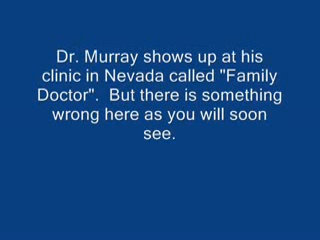 Dr. Murray shows up at his
clinic in Nevada called "Family
Doctor".  But there is something
wrong here as you will soon
see.